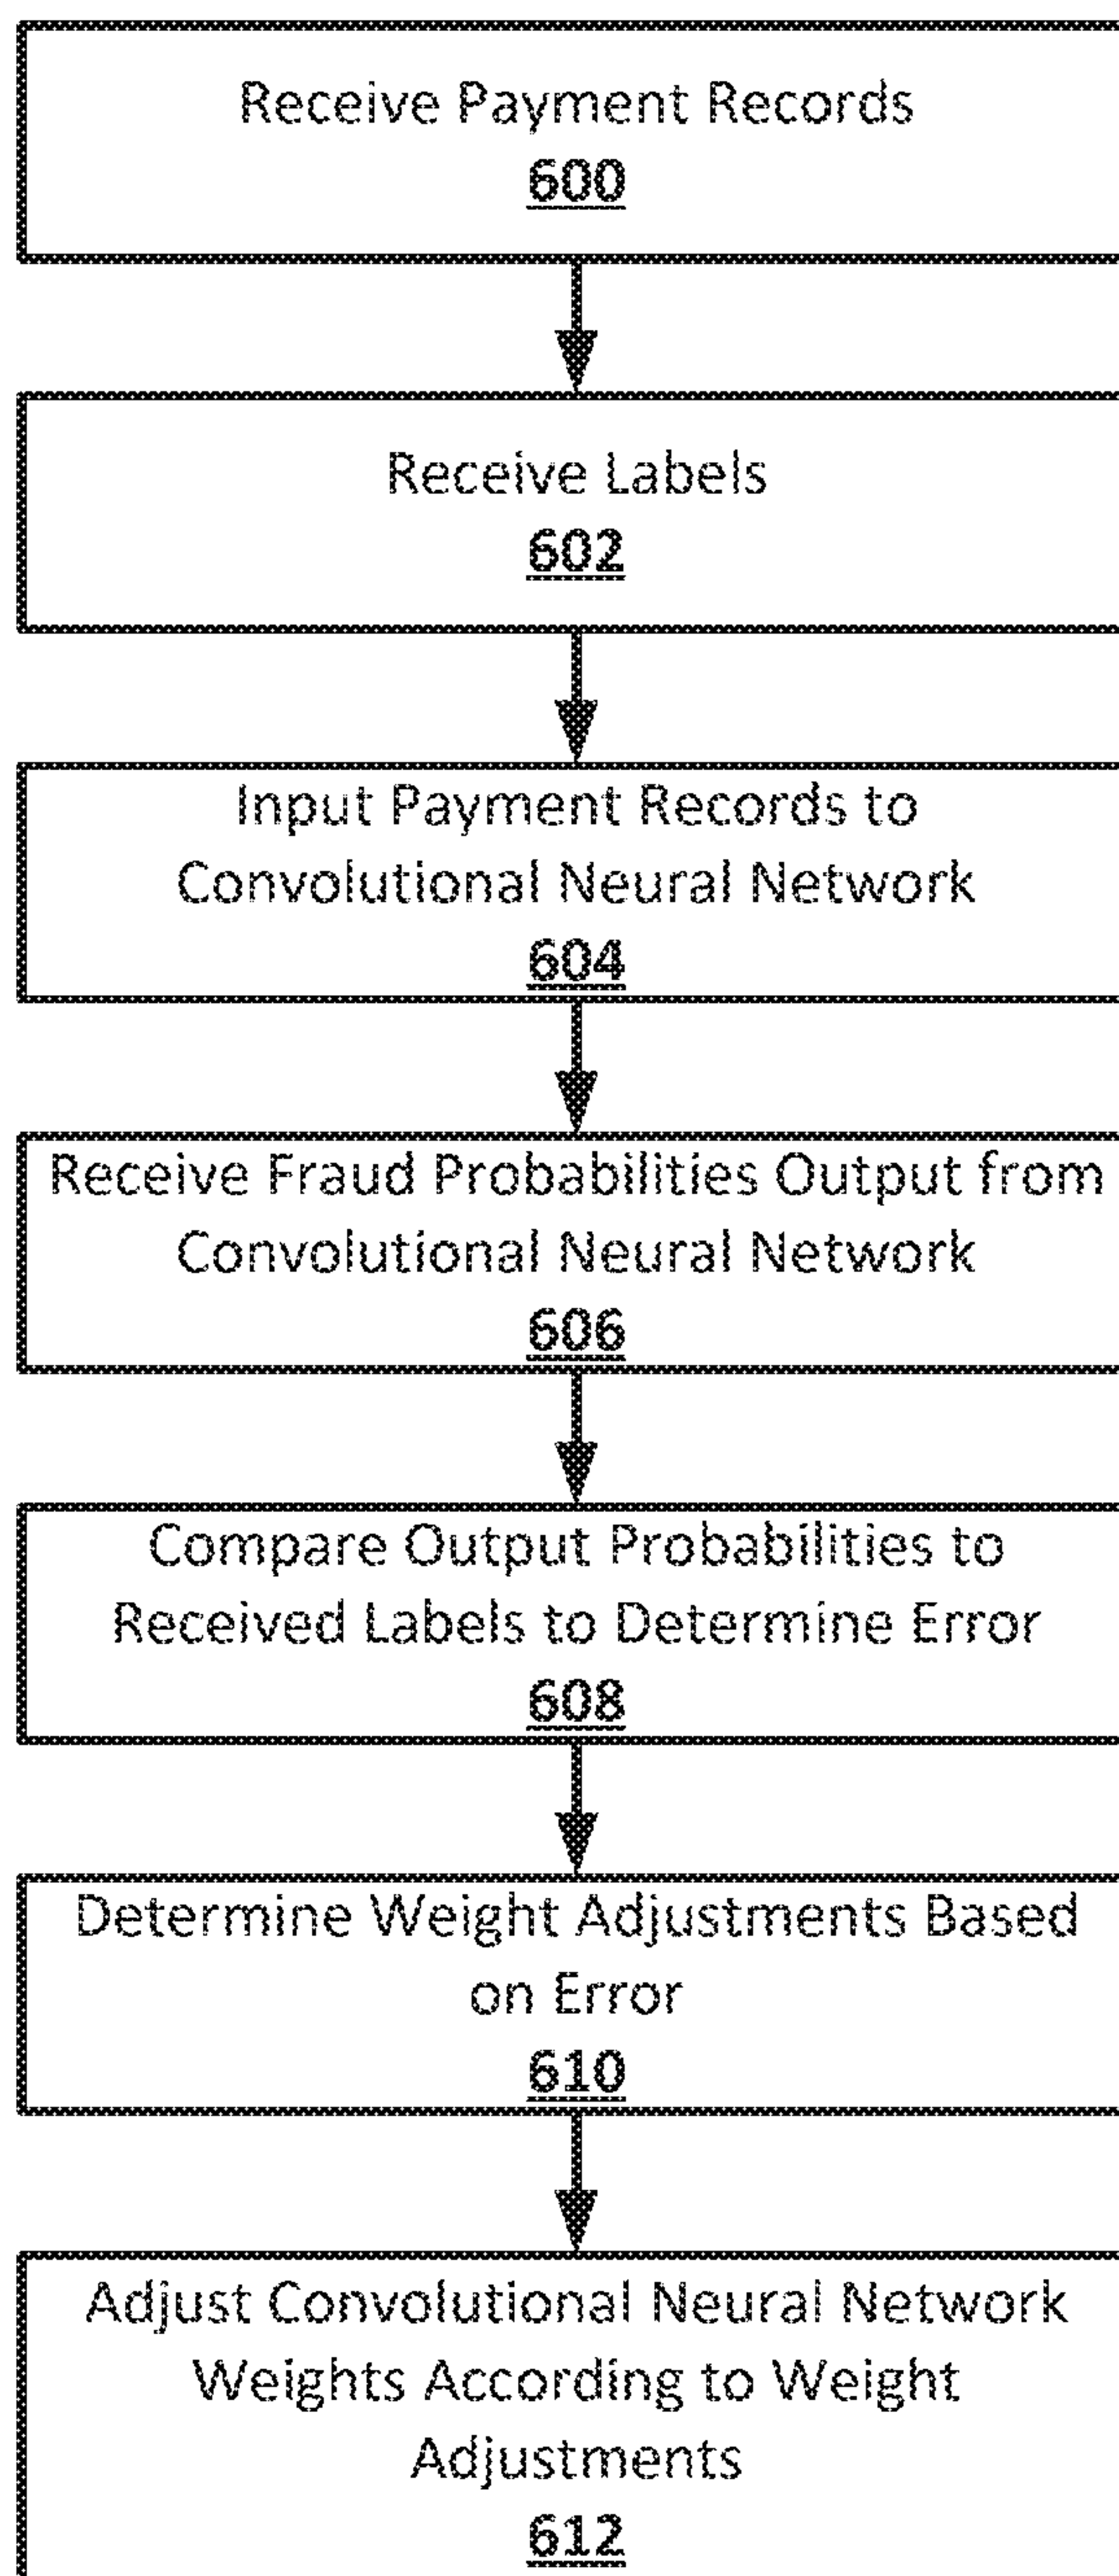 Receive Payment Records
600
Receive Labels
602
Input Payment Records to
Convolutional Neural Network
604
Receive Fraud Probabilities Output from
Convolutional Neural Network
606
Compare Output Probabilities to
Received Labels to Determine Error
608
Determine Weight Adjustments Based
on Error
610
Adjust Convolutional Neural Network
Weights According to Weight
Adjustments
612